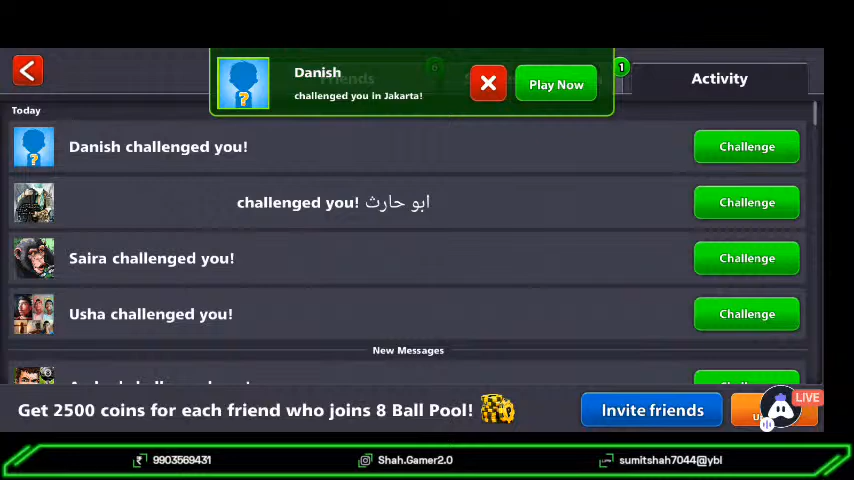 Danish
challenged you in Jakarta!
Play Now
Friends
1
Activity
Today
Danish challenged you!
Challenge
challenged you! ابو حارث
Challenge
Saira challenged you!
Challenge
Usha challenged you!
Challenge
New Messages
Get 2500 coins for each friend who joins 8 Ball Pool!
Invite friends
LIVE
9903569431
Shah.Gamer2.0
sumitshah7044@ybl